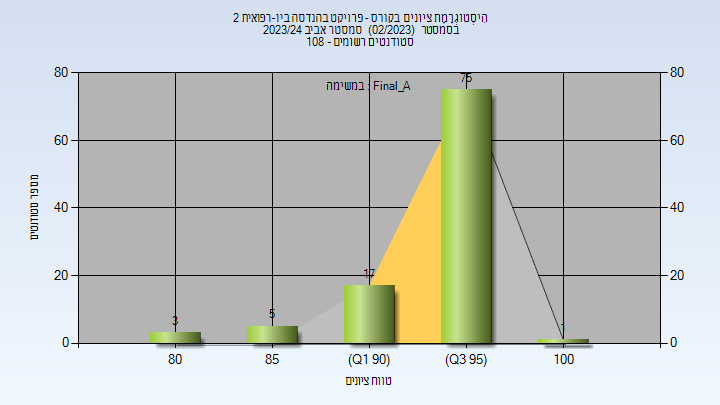 היסטוגרמת ציונים בקורס - פרויקט בהנדסה ביו-רפואית 2
בסמסטר (02/2023) סמסטר אביב 2023/24
סטודנטים רשומים - 108
במשימה : Final_A
80 80
60 60
40 40
20 20
0 0
מספר סטודנטים
3 5 17 75 1
80 85 (Q1 90) (Q3 95) 100
טווח ציונים